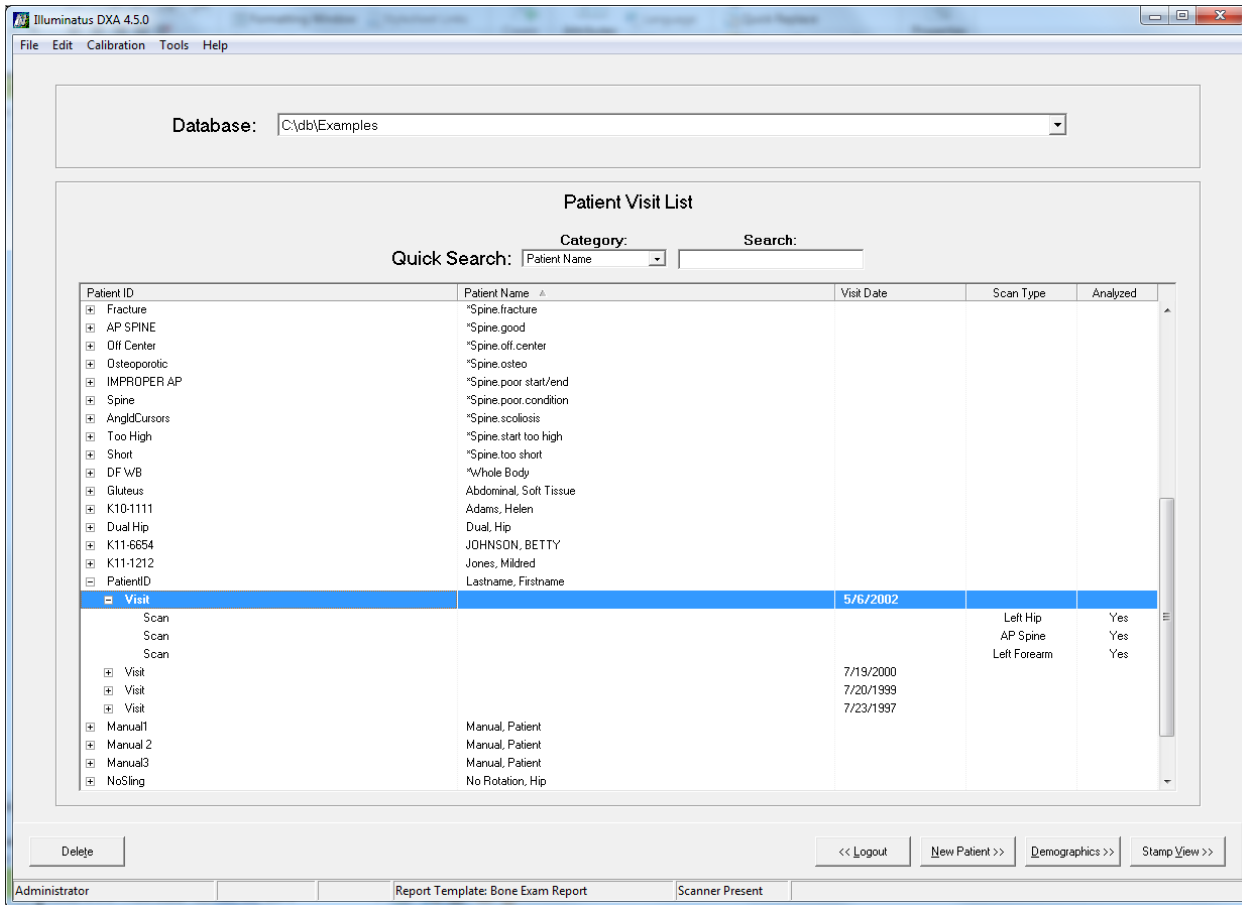 Illuminatus DXA 4.5.0
File Edit Calibration Tools Help
Database: C:\db\Examples
Patient Visit List
Category: Search:
Quick Search: Patient Name
Patient ID Patient Name Visit Date Scan Type Analyzed
Fracture *Spine.fracture
AP SPINE *Spine.good
Off Center *Spine.off.center
Osteoporotic *Spine.osteo
IMPROPER AP *Spine.poor start/end
Spine *Spine.poor.condition
AngldCursors *Spine.scoliosis
Too High *Spine.start too high
Short *Spine.too short
DF WB *Whole Body
Gluteus Abdominal, Soft Tissue
K10-1111 Adams, Helen
Dual Hip Dual, Hip
K11-6654 JOHNSON, BETTY
K11-1212 Jones, Mildred
PatientID Lastname, Firstname
Visit 5/6/2002
Scan Left Hip Yes
Scan AP Spine Yes
Scan Left Forearm Yes
Visit 7/19/2000
Visit 7/20/1999
Visit 7/23/1997
Manual1 Manual, Patient
Manual 2 Manual, Patient
Manual3 Manual, Patient
NoSling No Rotation, Hip
Delete << Logout New Patient >> Demographics >> Stamp View >>
Administrator Report Template: Bone Exam Report Scanner Present